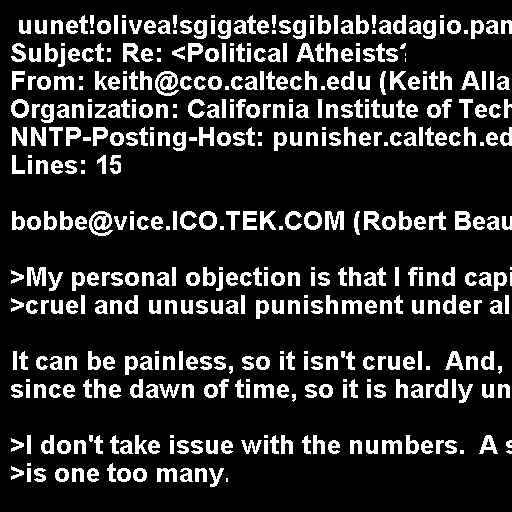 uunet!olivea!sgigate!sgiblab!adagio.pan
Subject: Re: <Political Atheists?
From: keith@cco.caltech.edu (Keith Alla
Organization: California Institute of Tech
NNTP-Posting-Host: punisher.caltech.ed
Lines: 15
bobbe@vice.ICO.TEK.COM (Robert Beau
>My personal objection is that I find capi
>cruel and unusual punishment under al
It can be painless, so it isn't cruel.  And,
since the dawn of time, so it is hardly un
>I don't take issue with the numbers.  A s
>is one too many.